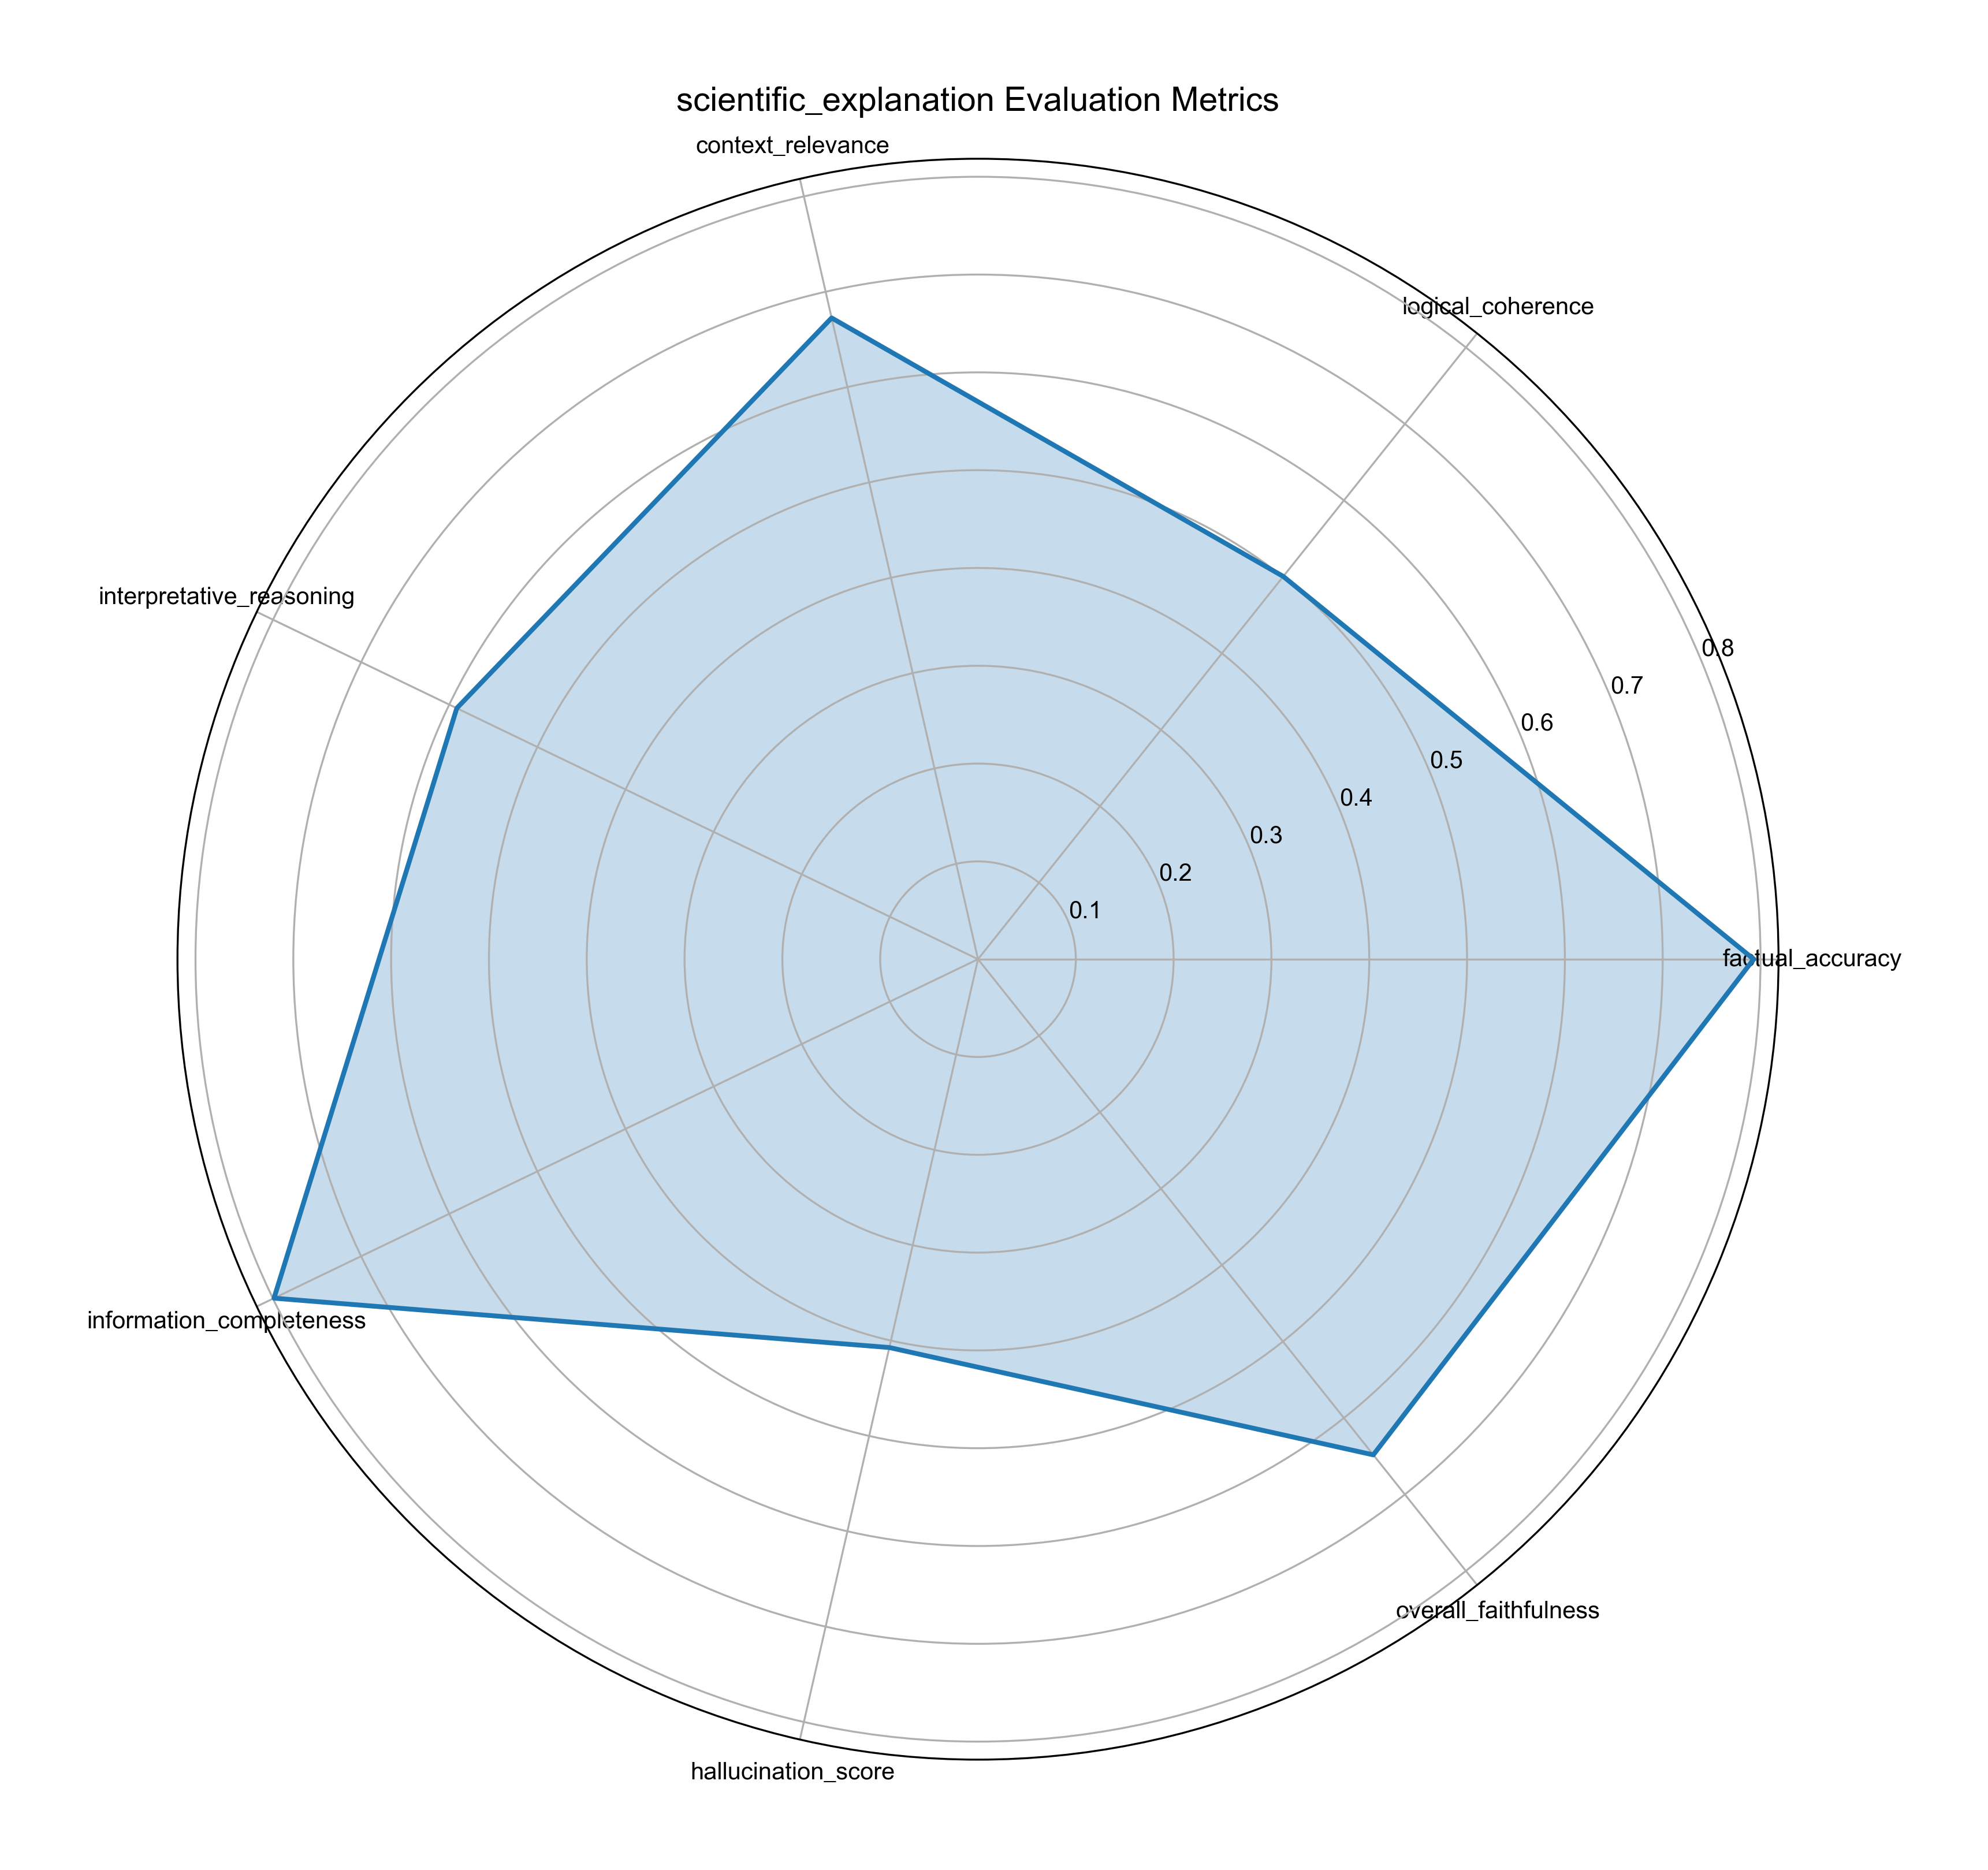 scientific_explanation Evaluation Metrics
context_relevance
logical_coherence
interpretative_reasoning
0.8
0.7
0.6
0.5
0.4
0.3
0.2
0.1
factual_accuracy
information_completeness
overall_faithfulness
hallucination_score